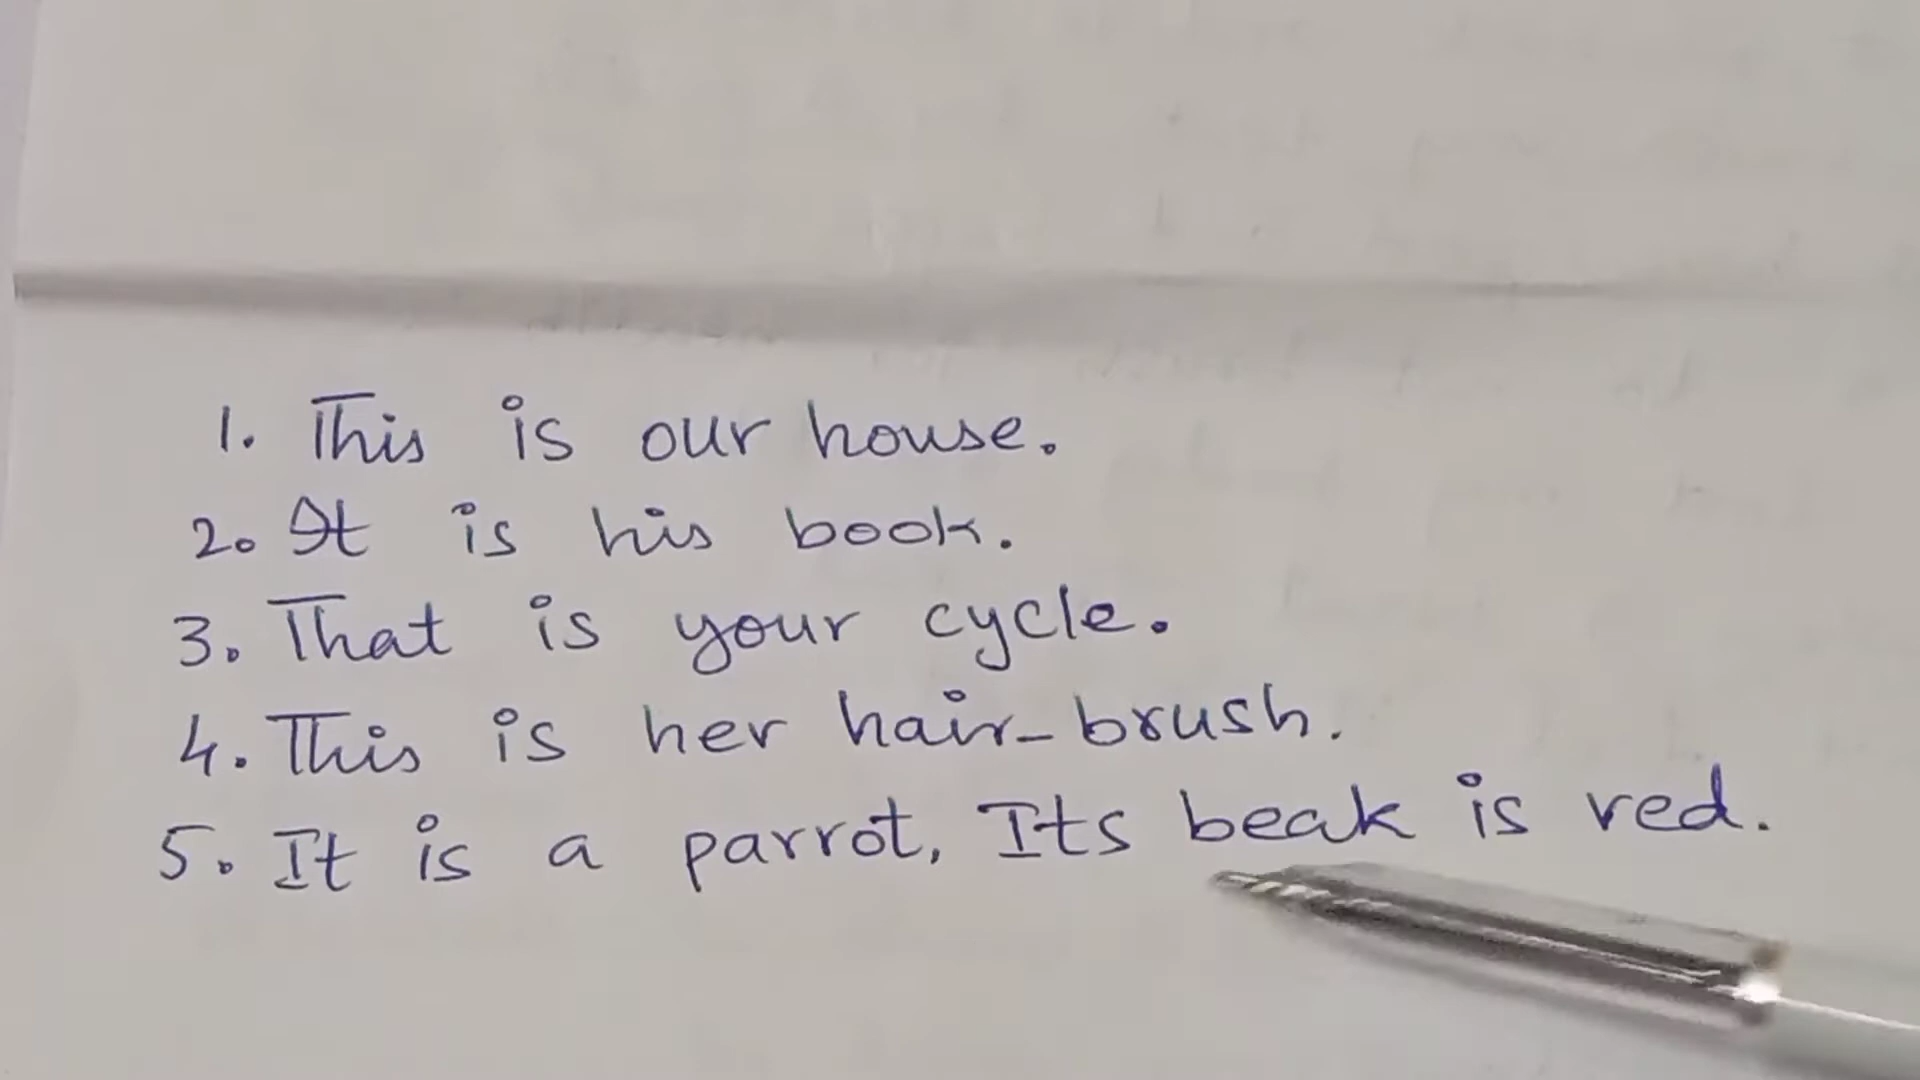 1. This is our house.
2. It is his book.
3. That is your cycle.
4. This is her hair-brush.
5. It is a parrot. Its beak is red.